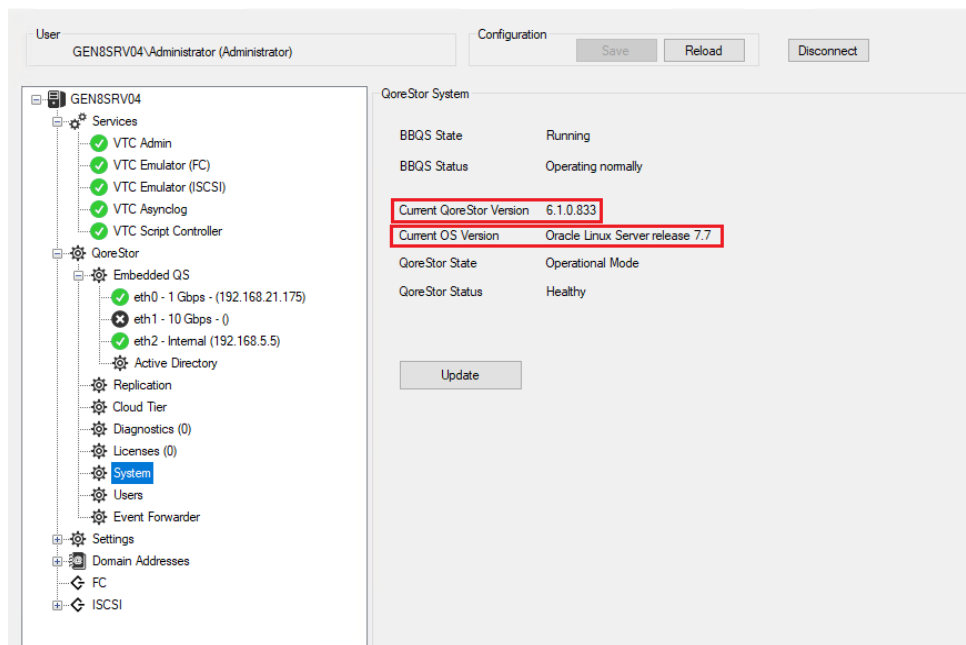 User
GEN8SRV04\Administrator (Administrator)
Configuration
Save
Reload
Disconnect
GEN8SRV04
Services
VTC Admin
VTC Emulator (FC)
VTC Emulator (ISCSI)
VTC Asynclog
VTC Script Controller
QoreStor
Embedded QS
eth0 - 1 Gbps - (192.168.21.175)
eth1 - 10 Gbps - ()
eth2 - Internal (192.168.5.5)
Active Directory
Replication
Cloud Tier
Diagnostics (0)
Licenses (0)
System
Users
Event Forwarder
Settings
Domain Addresses
FC
ISCSI
QoreStor System
BBQS State Running
BBQS Status Operating normally
Current QoreStor Version 6.1.0.833
Current OS Version Oracle Linux Server release 7.7
QoreStor State Operational Mode
QoreStor Status Healthy
Update